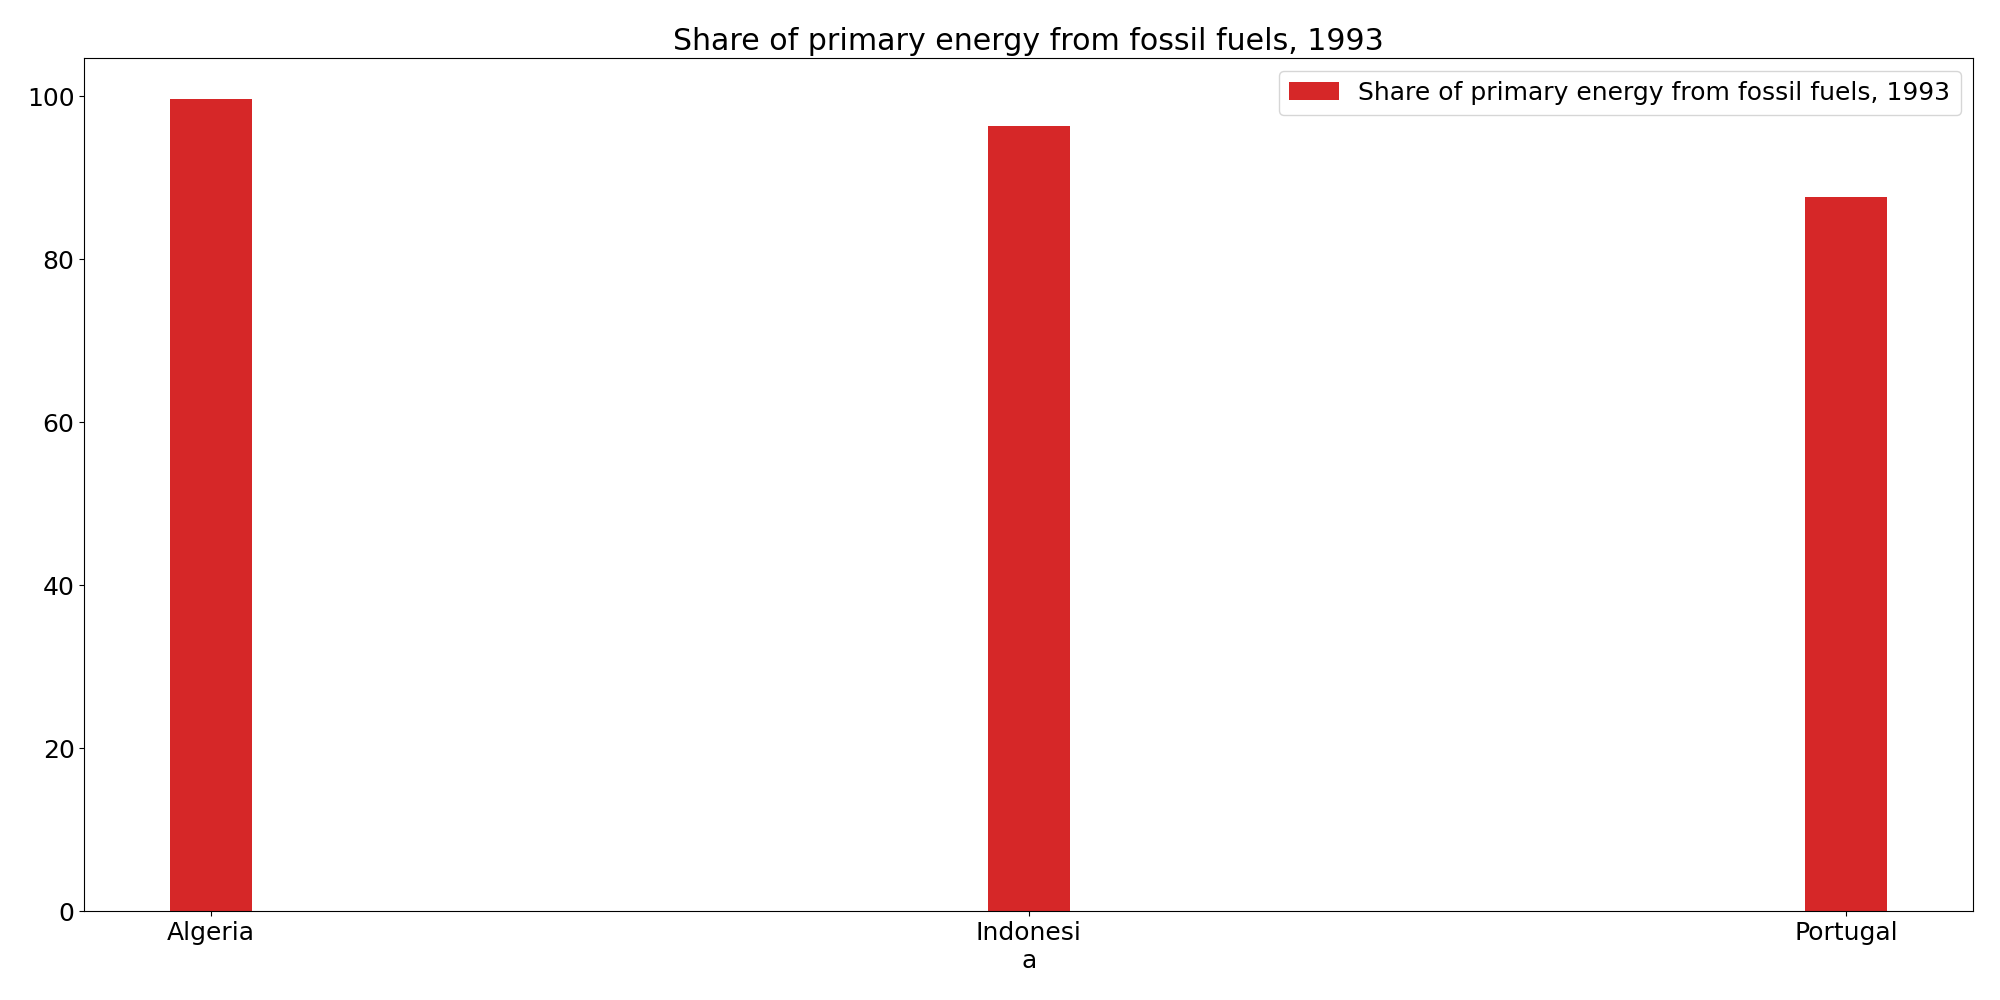 Share of primary energy from fossil fuels, 1993
Share of primary energy from fossil fuels, 1993
100
80
60
40
20
0
Algeria
Indonesi
a
Portugal